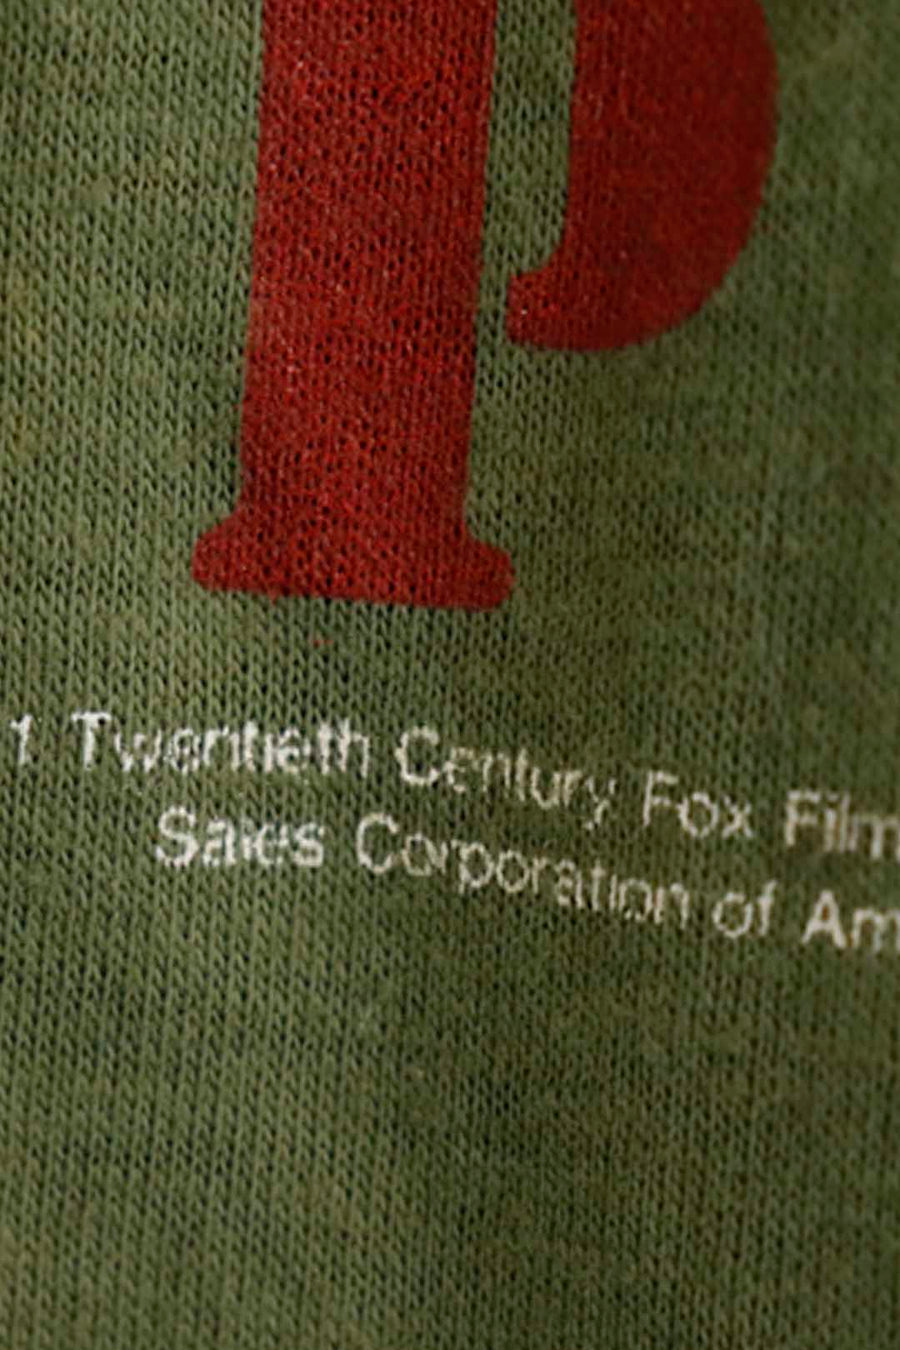 P
1 Twentieth Century Fox Film
Sales Corporation of Am